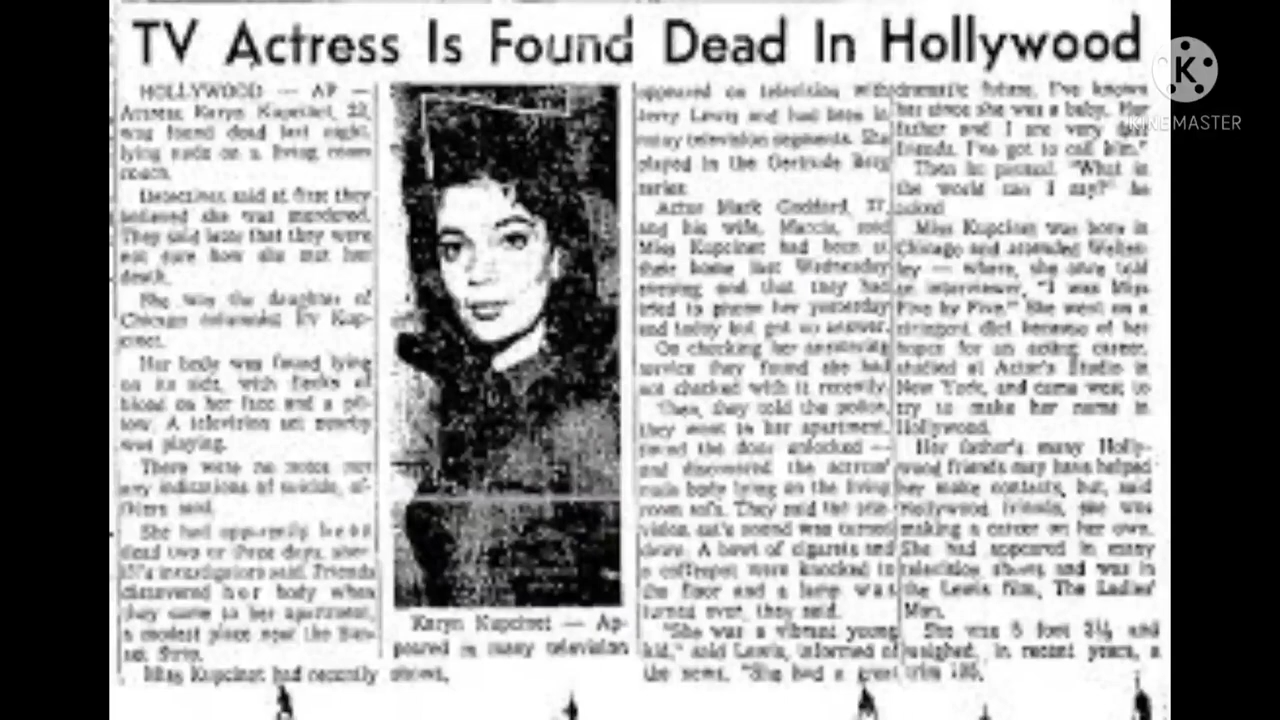 TV Actress Is Found Dead In Hollywood
K
KINEMASTER
HOLLYWOOD — AP —
Actress Karyn Kupcinet, 22,
was found dead last night,
lying nude on a living room
couch.
Detectives said at first they
believed she was murdered.
They said later that they were
not sure how she met her
death.
She was the daughter of
Chicago columnist Irv Kup-
cinet.
Her body was found lying
on its side, with flecks of
blood on her face and a pil-
low. A television set nearby
was playing.
There were no notes nor
any indications of suicide, of-
ficers said.
She had apparently been
dead two or three days, sher-
iff's investigators said. Friends
discovered her body when
they came to her apartment,
a modest place near the Sun-
set Strip.
Miss Kupcinet had recently
Karyn Kupcinet — Ap-
peared in many television
shows.
appeared on television with
Jerry Lewis and had been in
many television segments. She
played in the Gertrude Berg
series.
Actor Mark Goddard, 27,
and his wife, Marcia, said
Miss Kupcinet had been at
their home last Wednesday
evening and that they had
tried to phone her yesterday
and today but got no answer.
On checking her answering
service they found she had
not checked with it recently.
Then, they told the police,
they went to her apartment,
found the door unlocked —
and discovered the actress'
nude body lying on the living
room sofa. They said the tele-
vision set's sound was turned
down. A bowl of cigarets and
a coffeepot were knocked to
the floor and a lamp was
turned over, they said.
"She was a vibrant young
kid," said Lewis, informed of
the news. "She had a great
dramatic future. I've known
her since she was a baby. Her
father and I are very dear
friends. I've got to call him."
Then he paused. "What in
the world can I say?" he
asked.
Miss Kupcinet was born in
Chicago and attended Welles-
ley — where, she once told
an interviewer, "I was Miss
Five by Five." She went on a
stringent diet because of her
hopes for an acting career,
studied at Actor's Studio in
New York, and came west to
try to make her name in
Hollywood.
Her father's many Holly-
wood friends may have helped
her make contacts, but, said
Hollywood friends, she was
making a career on her own.
She had appeared in many
television shows and was in
the Lewis film, The Ladies'
Man.
She was 5 foot and
weighed, in recent years, a
trim